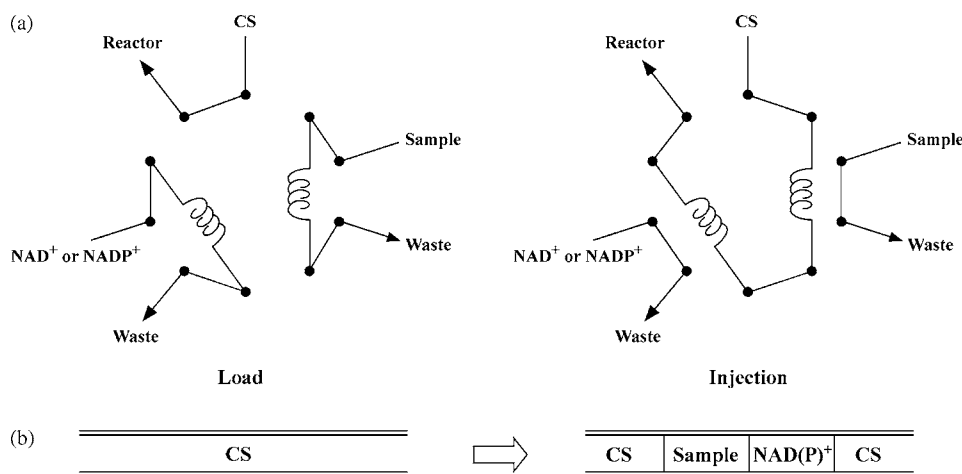 (a)
CS
Reactor
Sample
NAD⁺ or NADP⁺
Waste
Waste
Load
CS
Reactor
Sample
NAD⁺ or NADP⁺
Waste
Waste
Injection
(b)
CS
CS Sample NAD(P)⁺ CS